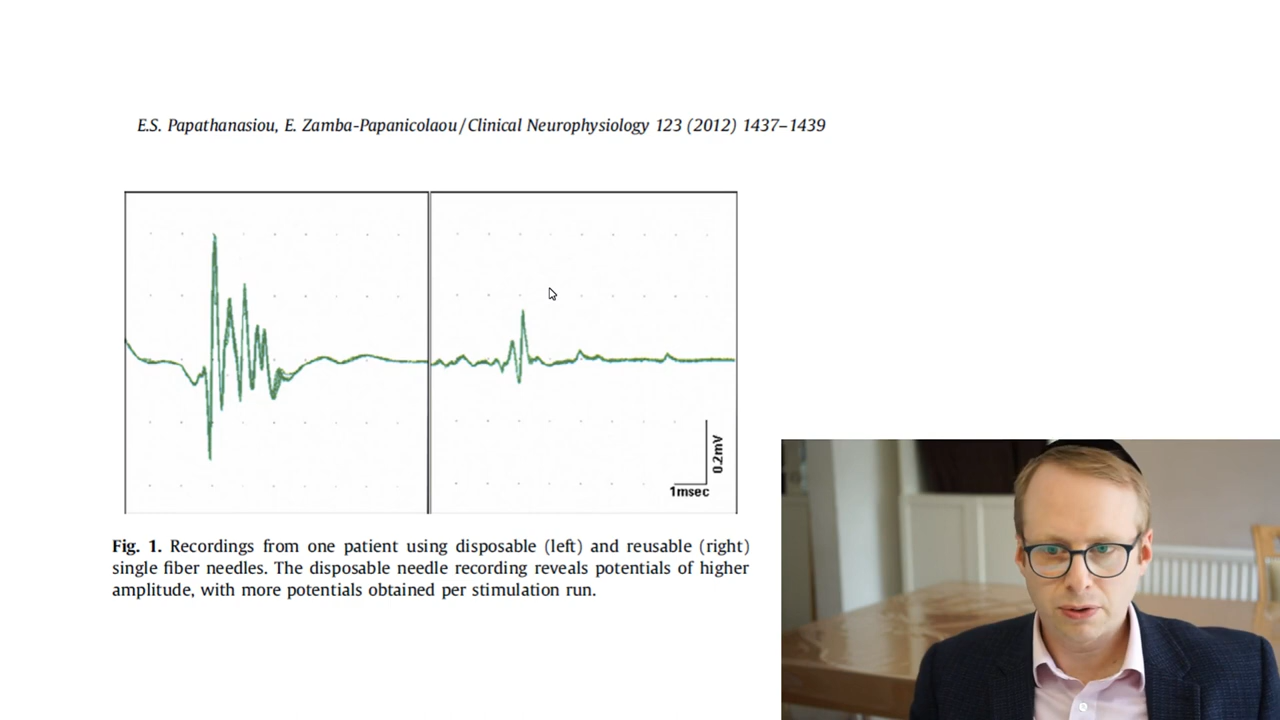 E.S. Papathanasiou, E. Zamba-Papanicolaou / Clinical Neurophysiology 123 (2012) 1437–1439
0.2mV
1msec
Fig. 1. Recordings from one patient using disposable (left) and reusable (right)
single fiber needles. The disposable needle recording reveals potentials of higher
amplitude, with more potentials obtained per stimulation run.